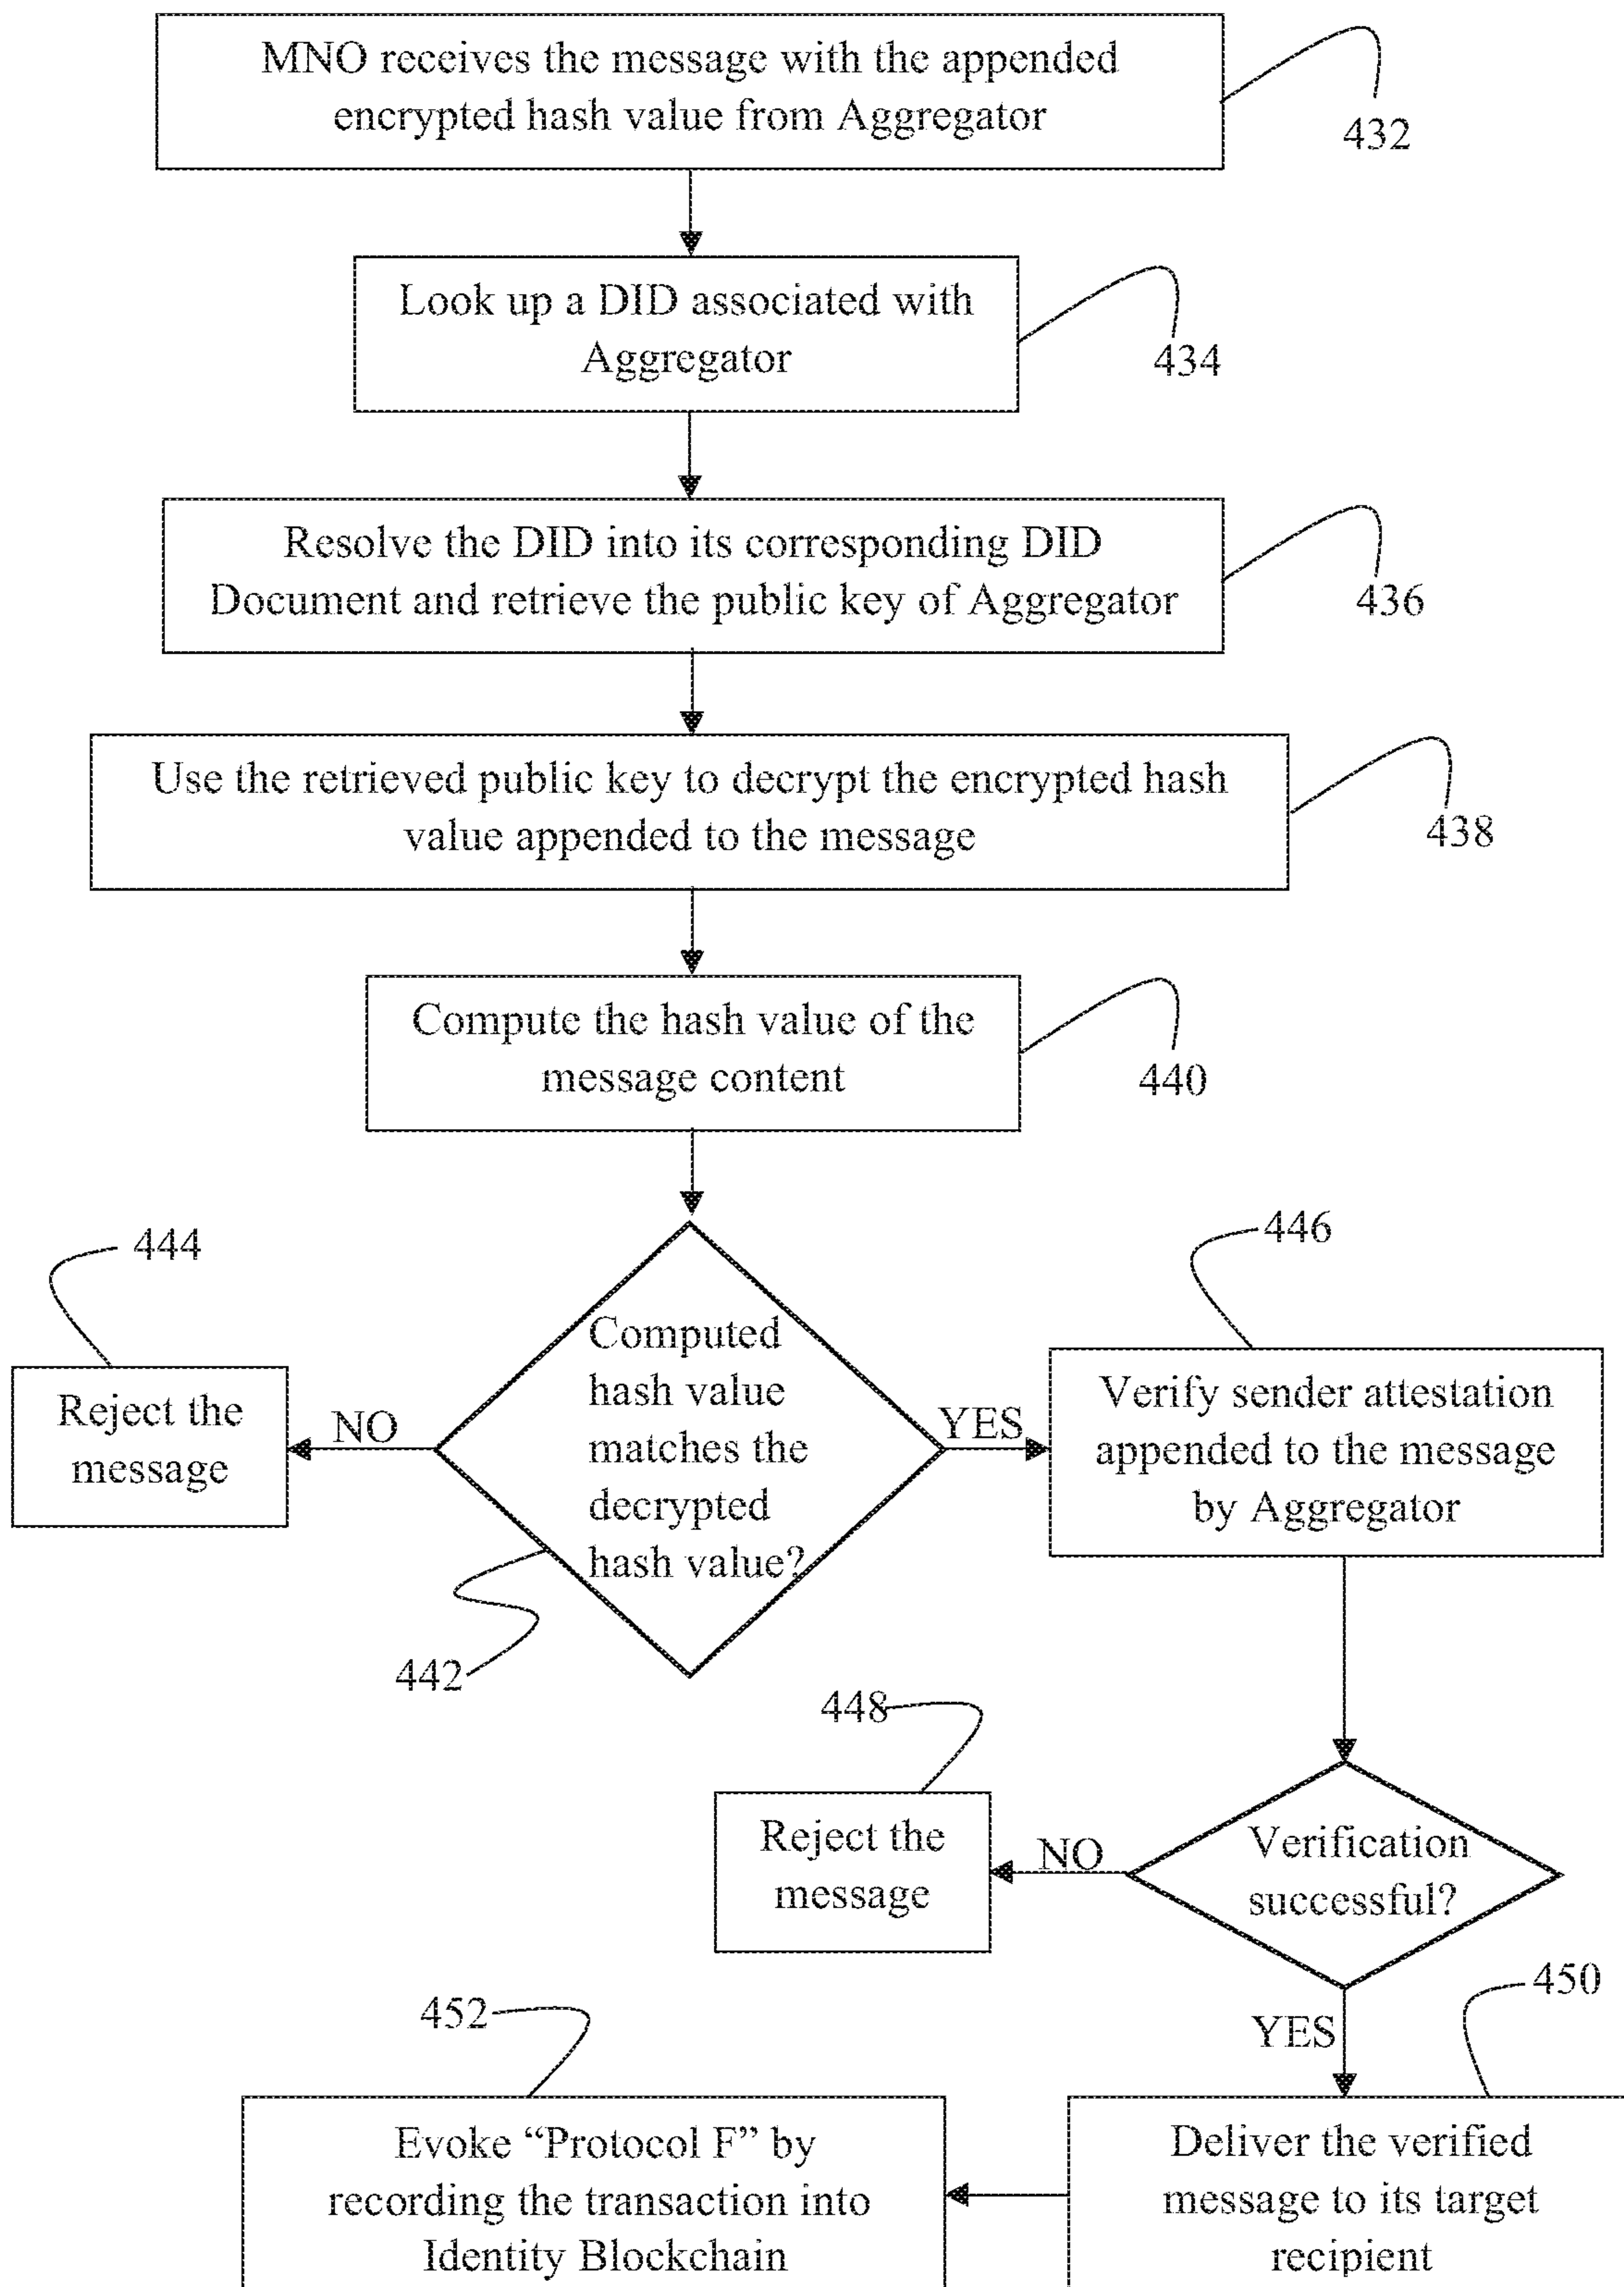 MNO receives the message with the appended
encrypted hash value from Aggregator
432
Look up a DID associated with
Aggregator
434
Resolve the DID into its corresponding DID
Document and retrieve the public key of Aggregator
436
Use the retrieved public key to decrypt the encrypted hash
value appended to the message
438
Compute the hash value of the
message content
440
444
446
Reject the
message
NO
Computed
hash value
matches the
decrypted
hash value?
YES
Verify sender attestation
appended to the message
by Aggregator
442
448
Reject the
message
NO
Verification
successful?
450
452
YES
Evoke “Protocol F” by
recording the transaction into
Identity Blockchain
Deliver the verified
message to its target
recipient